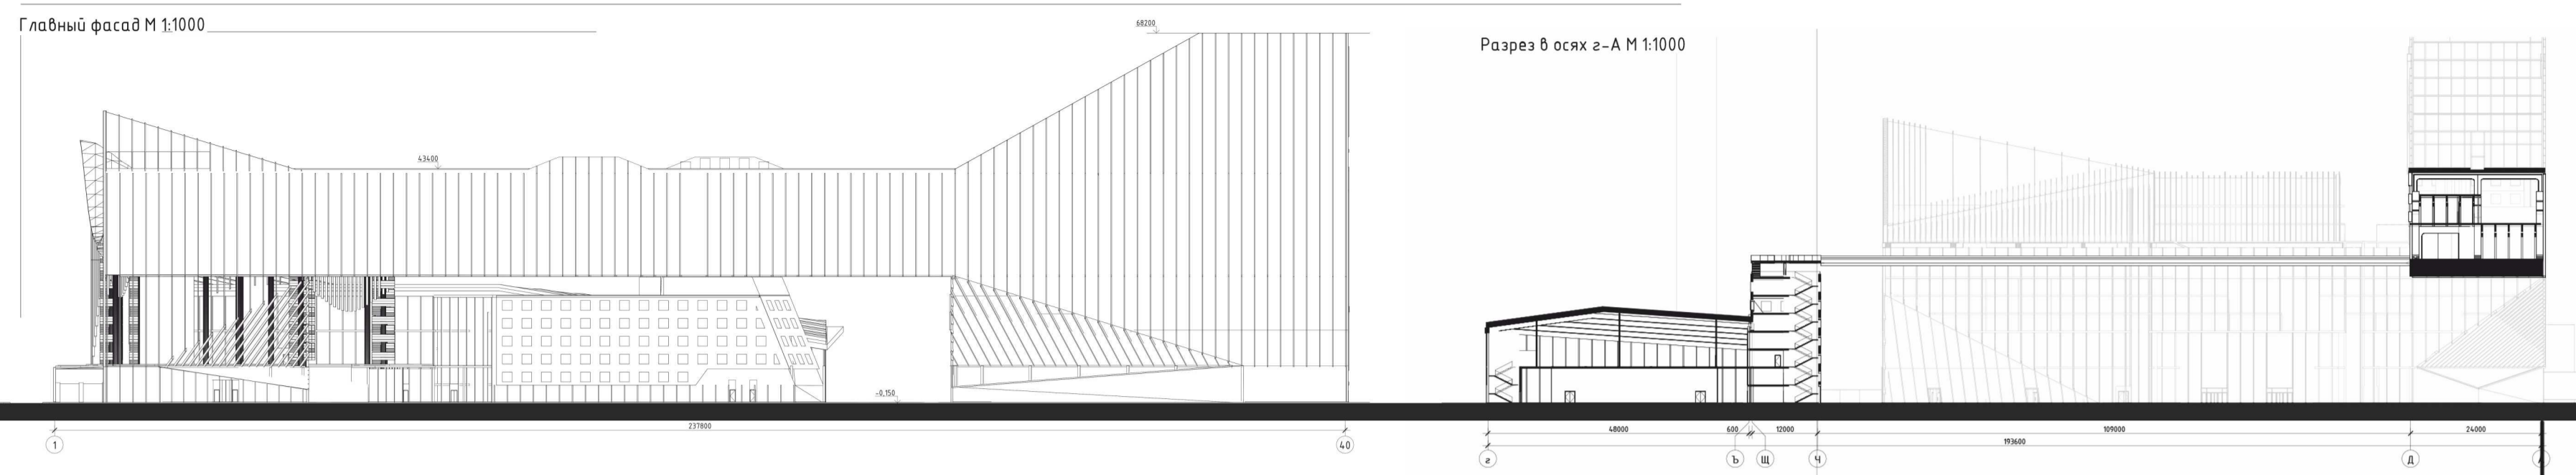 Главный фасад М 1:1000
68200
43400
-0,150
237800
1
40
Разрез в осях г-А М 1:1000
48000
600
12000
109000
24000
193600
г
Ъ
Щ
Ч
Д